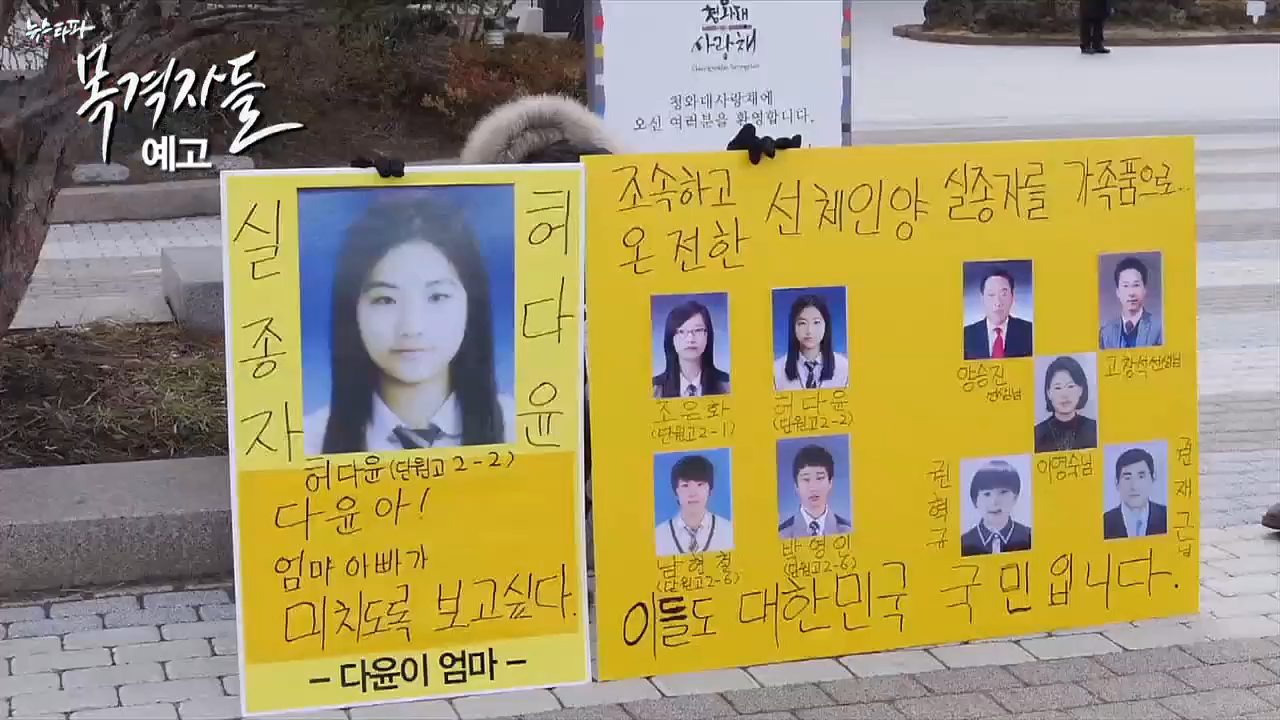 뉴스타파
목격자들
예고
청와대
사랑채
Cheongwadae Sarangchae
청와대사랑채에
오신 여러분을 환영합니다.
실종자
허다윤
허다윤 (단원고 2-2)
다윤아!
엄마 아빠가
미치도록 보고싶다.
- 다윤이 엄마 -
조속하고 온전한 선체인양 실종자를 가족품으로...
조은화
(단원고2-1)
허다윤
(단원고2-2)
남현철
(단원고2-6)
박영인
(단원고2-6)
양승진
선생님
고창석선생님
이영숙님
권혁규
권재근님
이들도 대한민국 국민입니다.